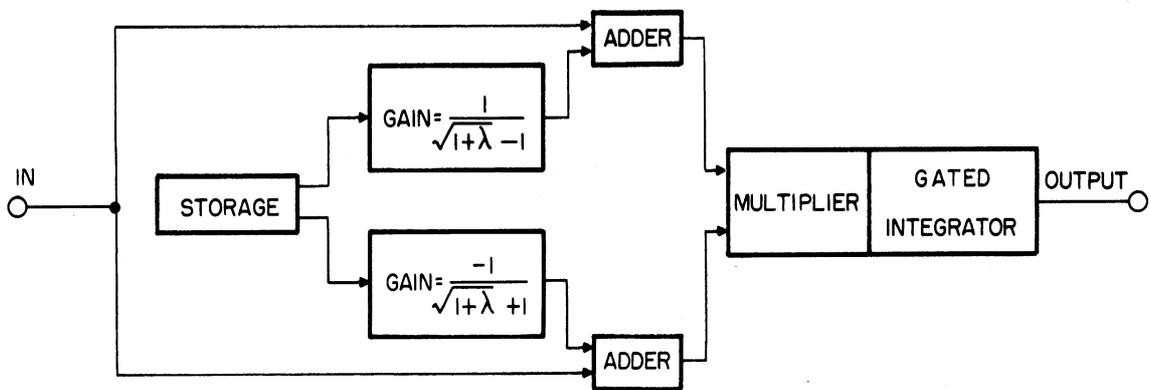 ADDER
GAIN= 1/√(1+λ) -1
IN
STORAGE
MULTIPLIER
GATED
INTEGRATOR
OUTPUT
GAIN= -1/√(1+λ) +1
ADDER